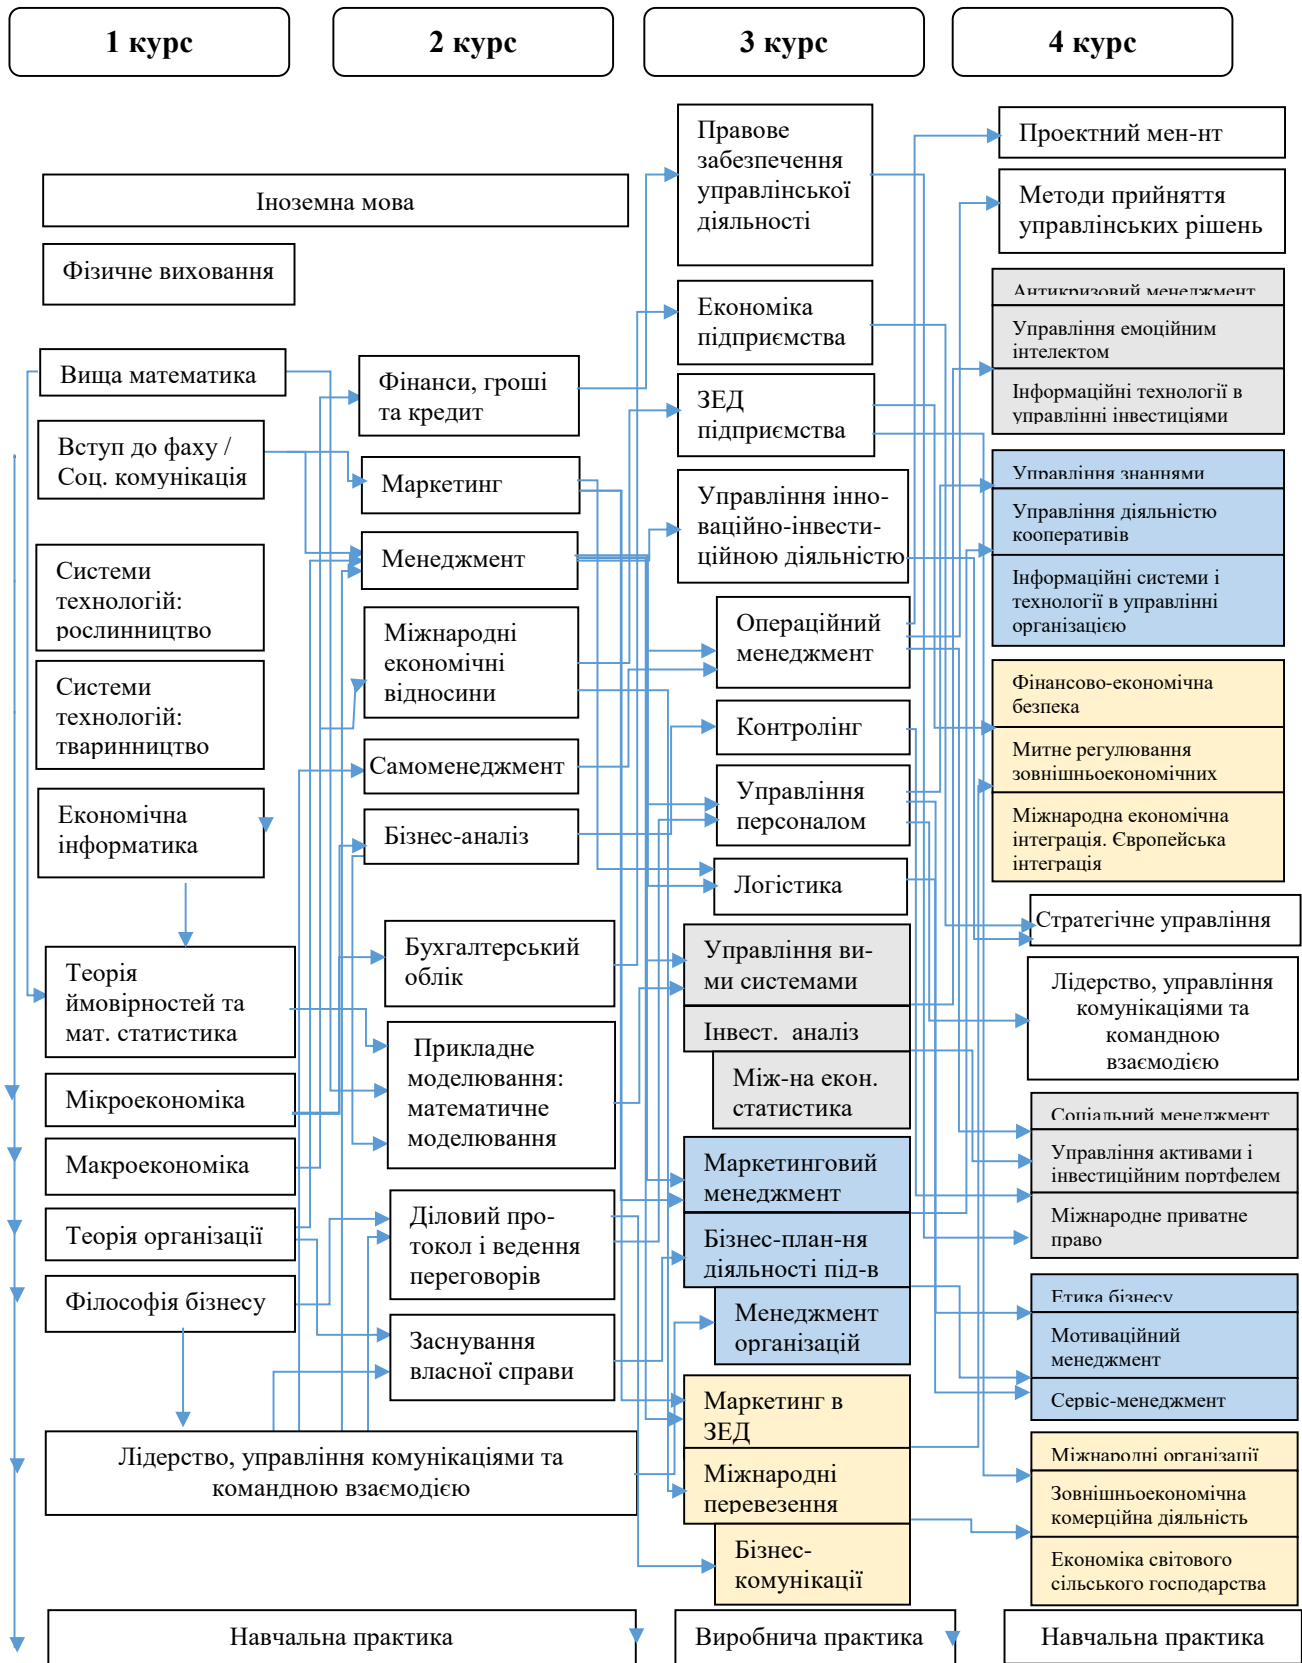 1 курс
2 курс
3 курс
4 курс
Іноземна мова
Фізичне виховання
Вища математика
Вступ до фаху /
Соц. комунікація
Системи
технологій:
рослинництво
Системи
технологій:
тваринництво
Економічна
інформатика
Теорія
ймовірностей та
мат. статистика
Мікроекономіка
Макроекономіка
Теорія організації
Філософія бізнесу
Лідерство, управління комунікаціями та
командною взаємодією
Навчальна практика
Фінанси, гроші
та кредит
Маркетинг
Менеджмент
Міжнародні
економічні
відносини
Самоменеджмент
Бізнес-аналіз
Бухгалтерський
облік
Прикладне
моделювання:
математичне
моделювання
Діловий про-
токол і ведення
переговорів
Заснування
власної справи
Правове
забезпечення
управлінської
діяльності
Економіка
підприємства
ЗЕД
підприємства
Управління інно-
ваційно-інвести-
ційною діяльністю
Операційний
менеджмент
Контролінг
Управління
персоналом
Логістика
Управління ви-
ми системами
Інвест. аналіз
Між-на екон.
статистика
Маркетинговий
менеджмент
Бізнес-план-ня
діяльності під-в
Менеджмент
організацій
Маркетинг в
ЗЕД
Міжнародні
перевезення
Бізнес-
комунікації
Виробнича практика
Проектний мен-нт
Методи прийняття
управлінських рішень
Антикризовий менеджмент
Управління емоційним
інтелектом
Інформаційні технології в
управлінні інвестиціями
Управління знаннями
Управління діяльністю
кооперативів
Інформаційні системи і
технології в управлінні
організацією
Фінансово-економічна
безпека
Митне регулювання
зовнішньоекономічних
Міжнародна економічна
інтеграція. Європейська
інтеграція
Стратегічне управління
Лідерство, управління
комунікаціями та
командною
взаємодією
Соціальний менеджмент
Управління активами і
інвестиційним портфелем
Міжнародне приватне
право
Етика бізнесу
Мотиваційний
менеджмент
Сервіс-менеджмент
Міжнародні організації
Зовнішньоекономічна
комерційна діяльність
Економіка світового
сільського господарства
Навчальна практика